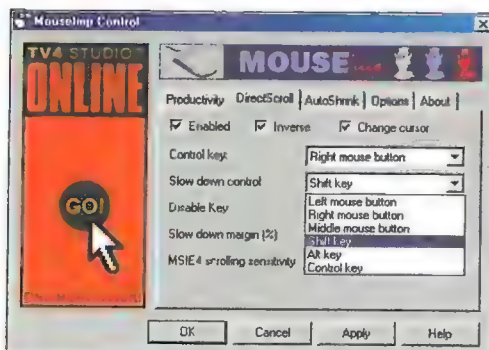 MouseImp Control
TV4 STUDIO
ONLINE
GO!
MOUSE
Productivity DirectScroll AutoShrink Options About
Enabled Inverse Change cursor
Control key: Right mouse button
Slow down control Shift key
Left mouse button
Right mouse button
Disable Key
Middle mouse button
Shift key
Slow down margin (%)
Alt key
MSIE4 scrolling sensitivity
Control key
OK Cancel Apply Help